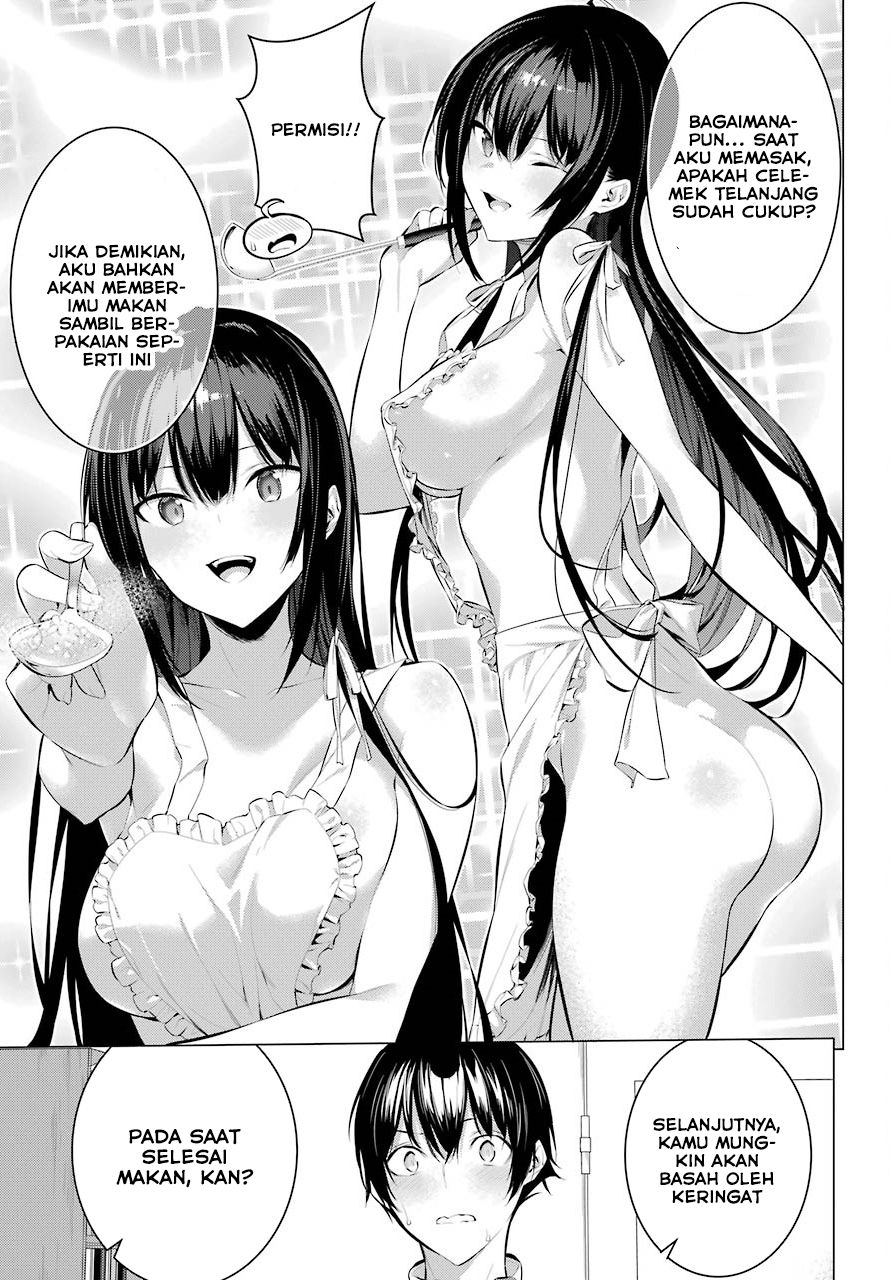 BAGAIMANA-
PUN... SAAT
AKU MEMASAK,
APAKAH CELE-
MEK TELANJANG
SUDAH CUKUP?
PERMISI!!
JIKA DEMIKIAN,
AKU BAHKAN
AKAN MEMBER-
IMU MAKAN
SAMBIL BER-
PAKAIAN SEP-
ERTI INI
SELANJUTNYA,
KAMU MUNG-
KIN AKAN
BASAH OLEH
KERINGAT
PADA SAAT
SELESAI
MAKAN, KAN?